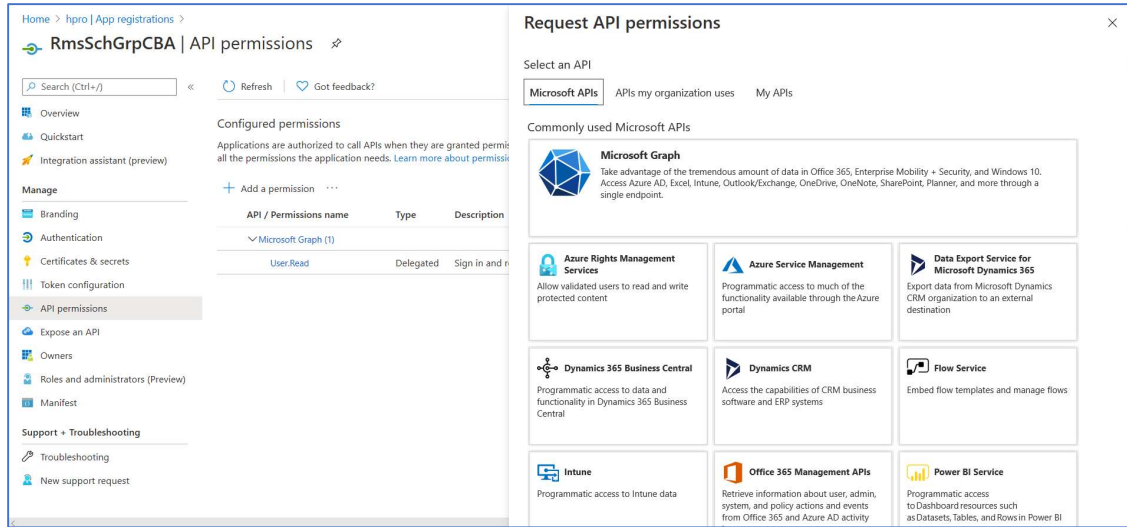 Home > hpro | App registrations >
RmsSchGrpCBA | API permissions
Search (Ctrl+/)
«
Overview
Quickstart
Integration assistant (preview)
Manage
Branding
Authentication
Certificates & secrets
Token configuration
API permissions
Expose an API
Owners
Roles and administrators (Preview)
Manifest
Support + Troubleshooting
Troubleshooting
New support request
Refresh | Got feedback?
Configured permissions
Applications are authorized to call APIs when they are granted permis
all the permissions the application needs. Learn more about permissio
+ Add a permission ···
API / Permissions name Type Description
Microsoft Graph (1)
User.Read Delegated Sign in and r
Request API permissions
Select an API
Microsoft APIs APIs my organization uses My APIs
Commonly used Microsoft APIs
Microsoft Graph
Take advantage of the tremendous amount of data in Office 365, Enterprise Mobility + Security, and Windows 10.
Access Azure AD, Excel, Intune, Outlook/Exchange, OneDrive, OneNote, SharePoint, Planner, and more through a
single endpoint.
Azure Rights Management
Services
Allow validated users to read and write
protected content
Azure Service Management
Programmatic access to much of the
functionality available through the Azure
portal
Data Export Service for
Microsoft Dynamics 365
Export data from Microsoft Dynamics
CRM organization to an external
destination
Dynamics 365 Business Central
Programmatic access to data and
functionality in Dynamics 365 Business
Central
Dynamics CRM
Access the capabilities of CRM business
software and ERP systems
Flow Service
Embed flow templates and manage flows
Intune
Programmatic access to Intune data
Office 365 Management APIs
Retrieve information about user, admin,
system, and policy actions and events
from Office 365 and Azure AD activity
Power BI Service
Programmatic access
to Dashboard resources such
as Datasets, Tables, and Rows in Power BI